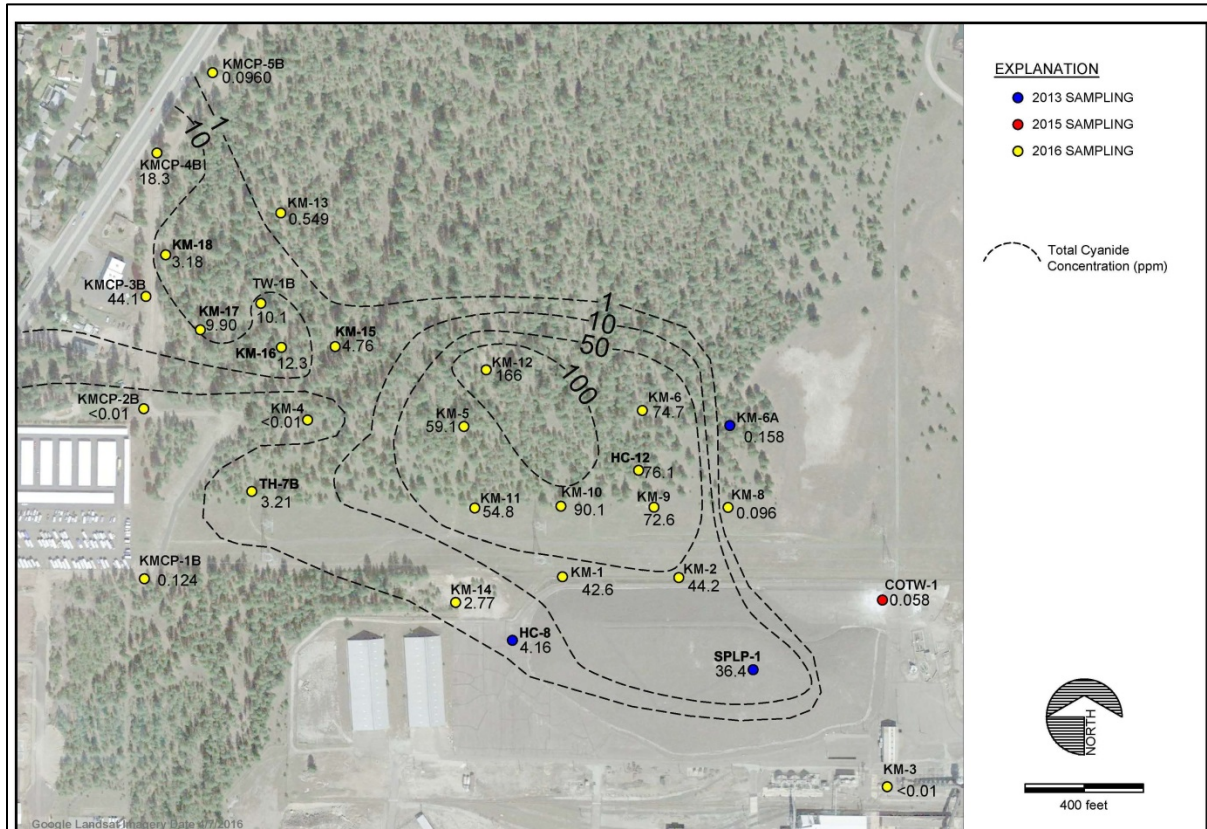 KMCP-5B
0.0960
1
10
KMCP-4B
18.3
KM-13
0.549
KM-18
3.18
KMCP-3B
44.1
TW-1B
10.1
KM-17
9.90
KM-16
12.3
KM-15
4.76
1
10
50
100
KM-12
166
KMCP-2B
<0.01
KM-4
<0.01
KM-5
59.1
KM-6
74.7
KM-6A
0.158
HC-12
76.1
TH-7B
3.21
KM-11
54.8
KM-10
90.1
KM-9
72.6
KM-8
0.096
KMCP-1B
0.124
KM-1
42.6
KM-2
44.2
KM-14
2.77
COTW-1
0.058
HC-8
4.16
SPLP-1
36.4
KM-3
<0.01
Google Landsat Imagery Date 4/7/2016
EXPLANATION
2013 SAMPLING
2015 SAMPLING
2016 SAMPLING
Total Cyanide
Concentration (ppm)
NORTH
400 feet